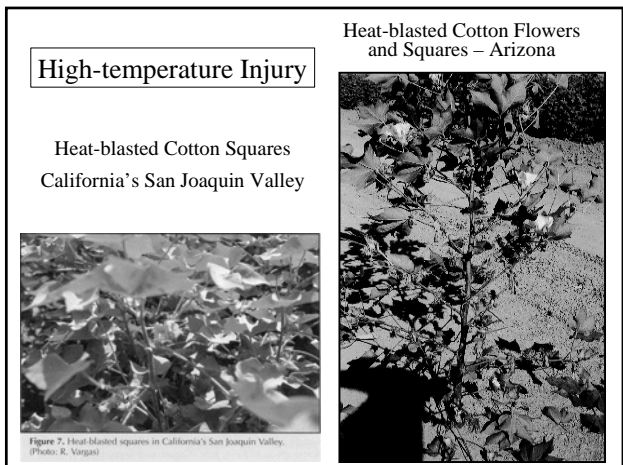 High-temperature Injury
Heat-blasted Cotton Squares
California's San Joaquin Valley
Figure 7. Heat-blasted squares in California's San Joaquin Valley.
(Photo: R. Vargas)
Heat-blasted Cotton Flowers
and Squares – Arizona